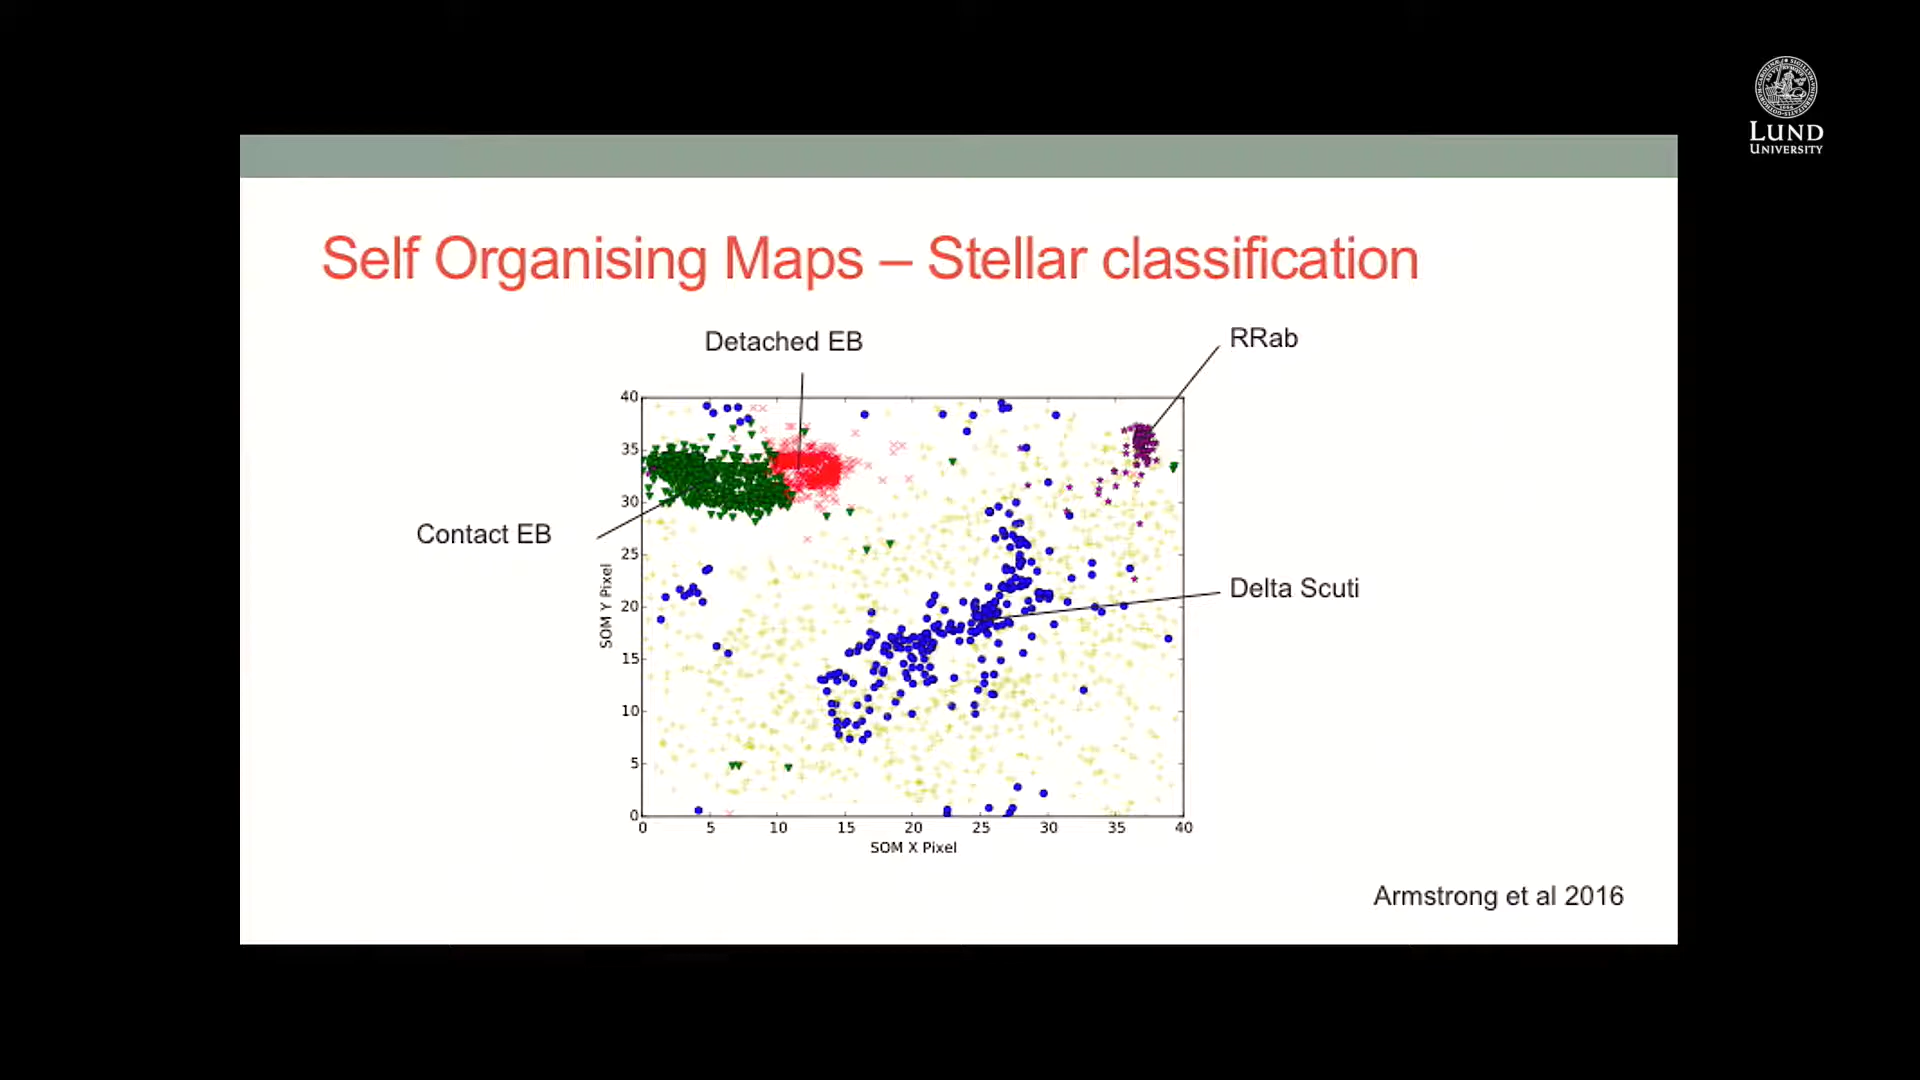 LUND
UNIVERSITY
Self Organising Maps – Stellar classification
Detached EB
RRab
Contact EB
Delta Scuti
40
35
30
25
20
15
10
5
0
SOM Y Pixel
0 5 10 15 20 25 30 35 40
SOM X Pixel
Armstrong et al 2016